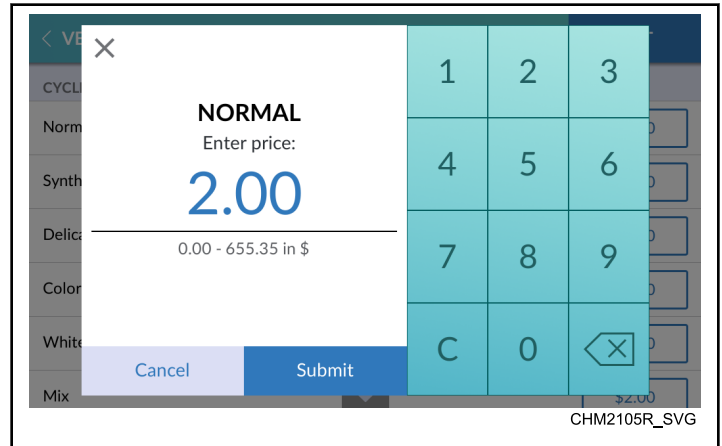 < VE
CYCL
NORMAL
Enter price:
2.00
0.00 - 655.35 in $
Cancel
Submit
1 2 3
4 5 6
7 8 9
C 0
Norm
Synth
Delica
Color
White
Mix
$2.00
CHM2105R_SVG